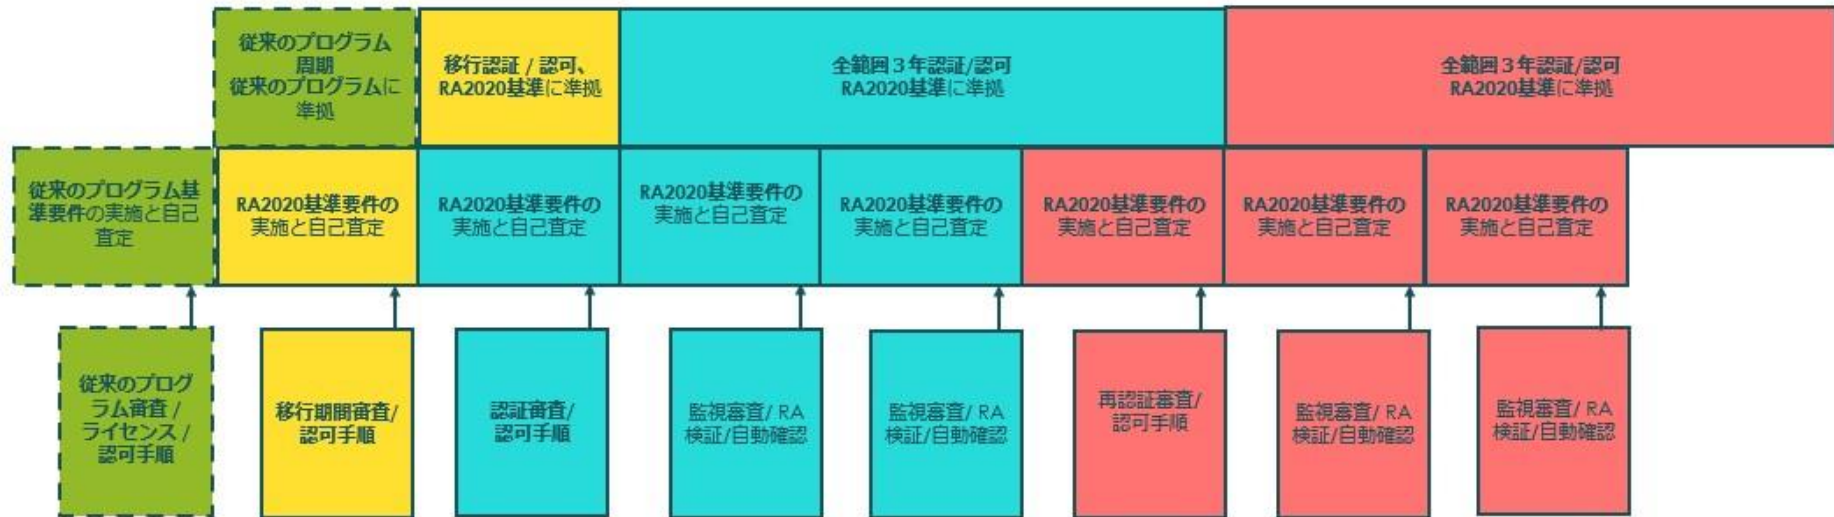 従来のプログラム
周期
従来のプログラムに
準拠
移行認証 / 認可、
RA2020基準に準拠
全範囲３年認証/認可
RA2020基準に準拠
全範囲３年認証/認可
RA2020基準に準拠
従来のプログラム基
準要件の実施と自己
査定
RA2020基準要件の
実施と自己査定
RA2020基準要件の
実施と自己査定
RA2020基準要件の
実施と自己査定
RA2020基準要件の
実施と自己査定
RA2020基準要件の
実施と自己査定
RA2020基準要件の
実施と自己査定
RA2020基準要件の
実施と自己査定
従来のプログ
ラム審査 /
ライセンス /
認可手順
移行期間審査/
認可手順
認証審査/
認可手順
監視審査/ RA
検証/自動確認
監視審査/ RA
検証/自動確認
再認証審査/
認可手順
監視審査/ RA
検証/自動確認
監視審査/ RA
検証/自動確認